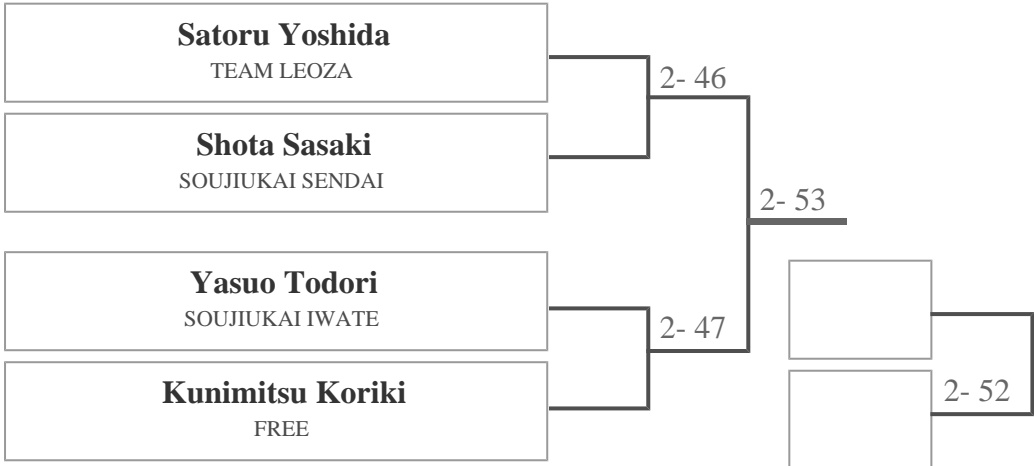 Satoru Yoshida
TEAM LEOZA
2- 46
Shota Sasaki
SOUJIUKAI SENDAI
2- 53
Yasuo Todori
SOUJIUKAI IWATE
2- 47
Kunimitsu Koriki
FREE
2- 52